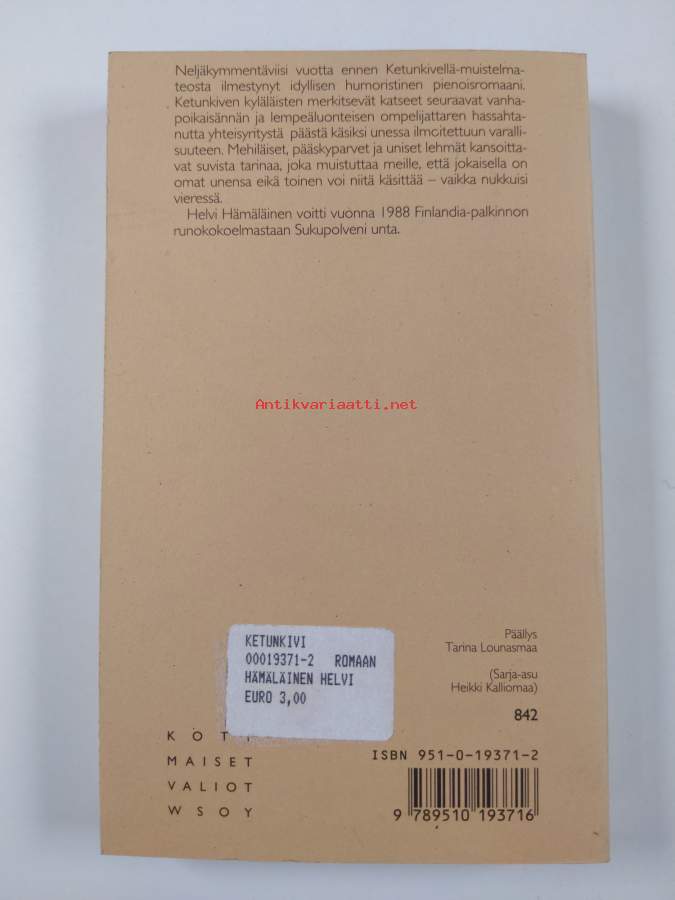 Neljäkymmentäviisi vuotta ennen Ketunkivellä-muistelma-
teosta ilmestynyt idyllisen humoristinen pienoisromaani.
Ketunkiven kyläläisten merkitsevät katseet seuraavat vanha-
poikaisännän ja lempeäluonteisen ompelijattaren hassahta-
nutta yhteisyritystä päästä käsiksi unessa ilmoitettuun varalli-
suuteen. Mehiläiset, pääskyparvet ja uniset lehmät kansoitta-
vat suvista tarinaa, joka muistuttaa meille, että jokaisella on
omat unensa eikä toinen voi niitä käsittää – vaikka nukkuisi
vieressä.
Helvi Hämäläinen voitti vuonna 1988 Finlandia-palkinnon
runokokoelmastaan Sukupolveni unta.
Antikvariaatti.net
KETUNKIVI
00019371-2 ROMAAN
HÄMÄLÄINEN HELVI
EURO 3,00
Päällys
Tarina Lounasmaa
(Sarja-asu
Heikki Kalliomaa)
842
KOTI
MAISET
VALIOT
WSOY
ISBN 951-0-19371-2
9 789510 193716